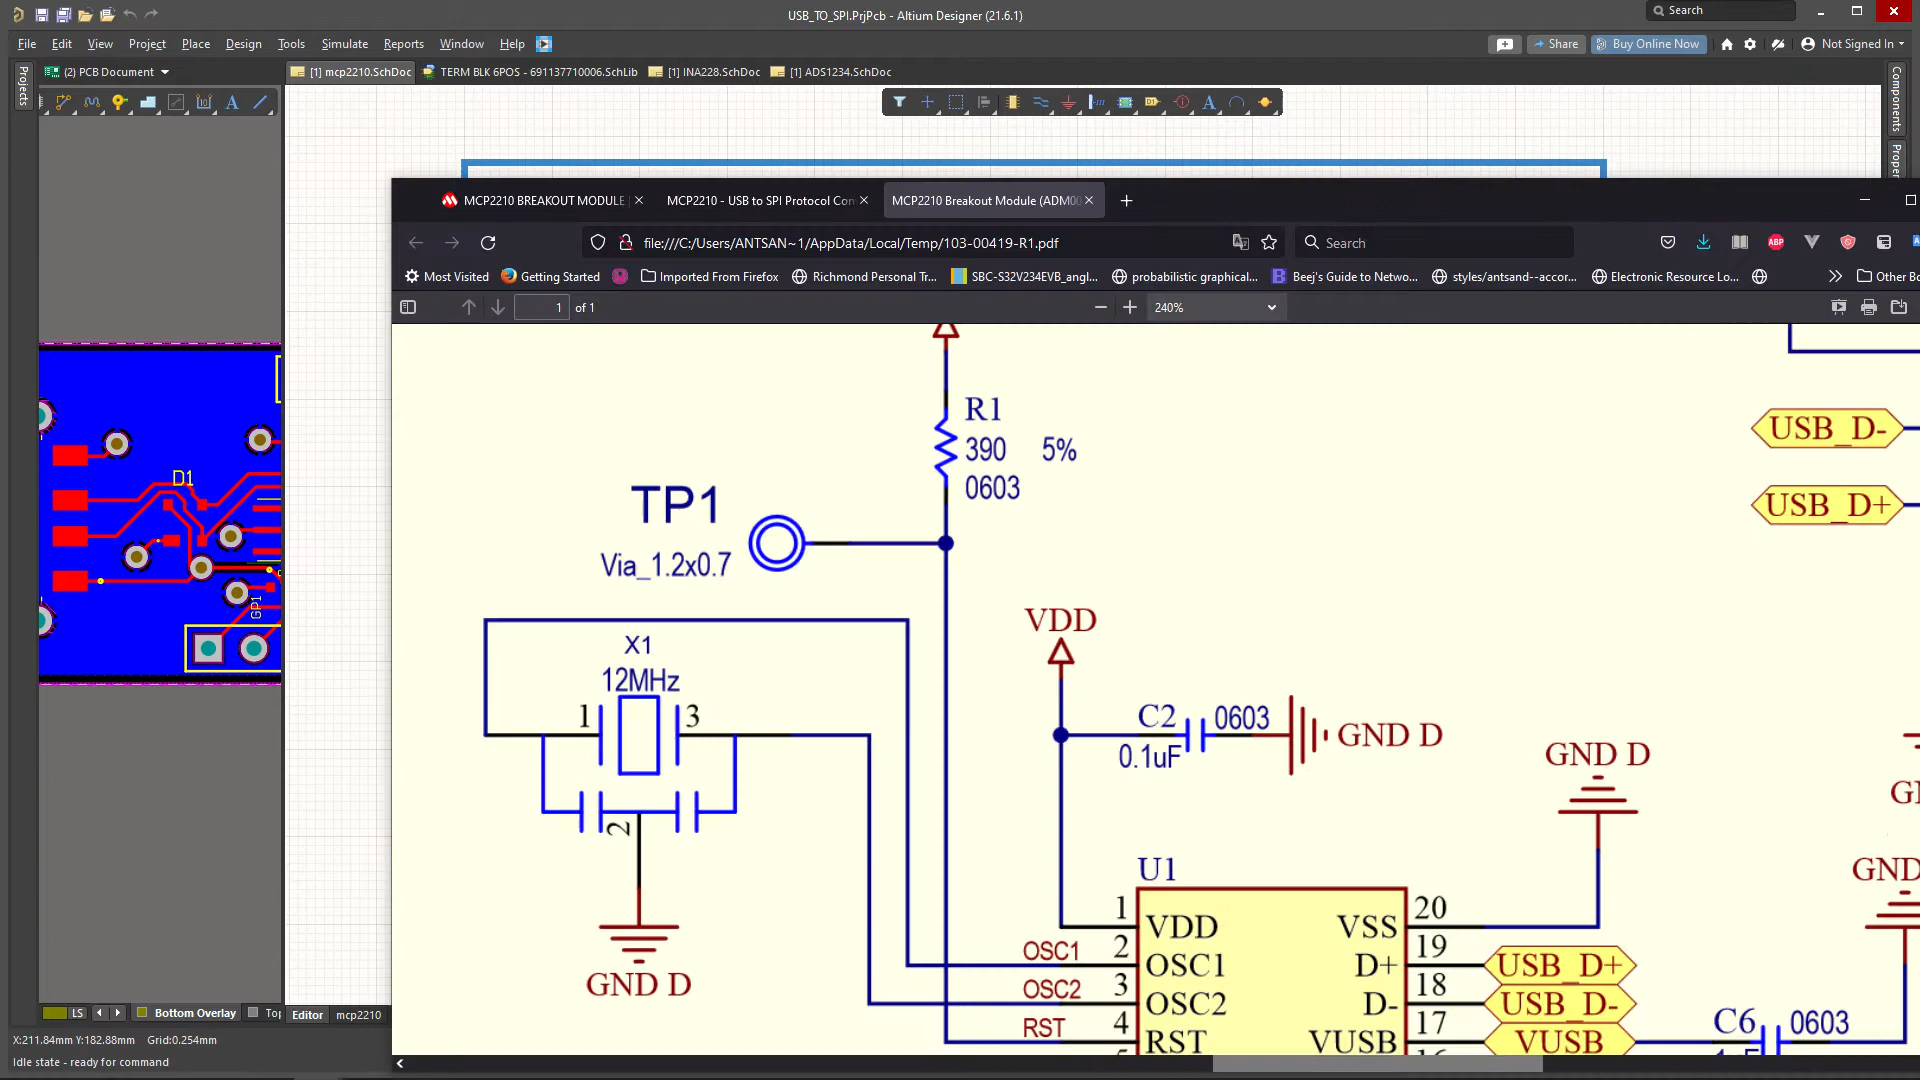 USB_TO_SPI.PrjPcb - Altium Designer (21.6.1)
Search
File Edit View Project Place Design Tools Simulate Reports Window Help
Share Buy Online Now Not Signed In
Projects
(2) PCB Document
[1] mcp2210.SchDoc TERM BLK 6POS - 691137710006.SchLib [1] INA228.SchDoc [1] ADS1234.SchDoc
Components
MCP2210 BREAKOUT MODULE MCP2210 - USB to SPI Protocol Con MCP2210 Breakout Module (ADM00
file:///C:/Users/ANTSAN~1/AppData/Local/Temp/103-00419-R1.pdf
Search
ABP
Most Visited Getting Started Imported From Firefox Richmond Personal Tr... SBC-S32V234EVB_angl... probabilistic graphical... Beej's Guide to Netwo... styles/antsand--accor... Electronic Resource Lo... Other Bo
1 of 1 240%
R1
390 5%
0603
TP1
Via_1.2x0.7
USB_D-
USB_D+
D1
GP1
X1
12MHz
1 3
2
GND D
VDD
C2 0603
0.1uF
GND D
GND D
GND
U1
1 VDD VSS 20
OSC1 2 OSC1 D+ 19 USB_D+
OSC2 3 OSC2 D- 18 USB_D-
RST 4 RST VUSB 17 VUSB
C6 0603
LS Bottom Overlay Top
Editor mcp2210
X:211.84mm Y:182.88mm Grid:0.254mm
Idle state - ready for command